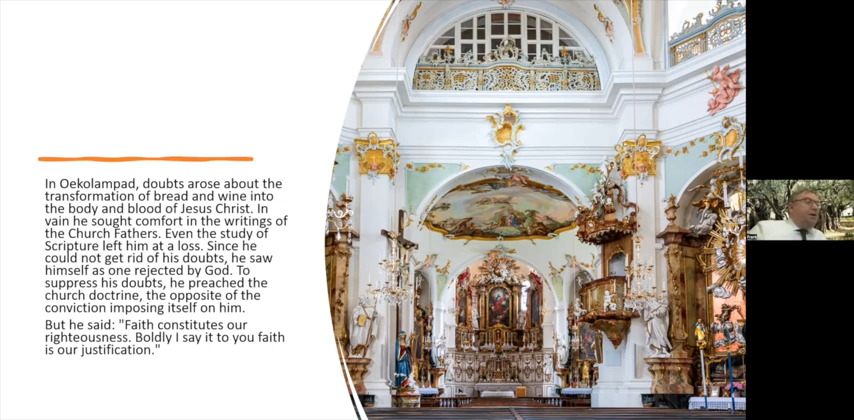 In Oekolampad, doubts arose about the
transformation of bread and wine into
the body and blood of Jesus Christ. In
vain he sought comfort in the writings of
the Church Fathers. Even the study of
Scripture left him at a loss. Since he
could not get rid of his doubts, he saw
himself as one rejected by God. To
suppress his doubts, he preached the
church doctrine, the opposite of the
conviction imposing itself on him.
But he said: "Faith constitutes our
righteousness. Boldly I say it to you faith
is our justification."